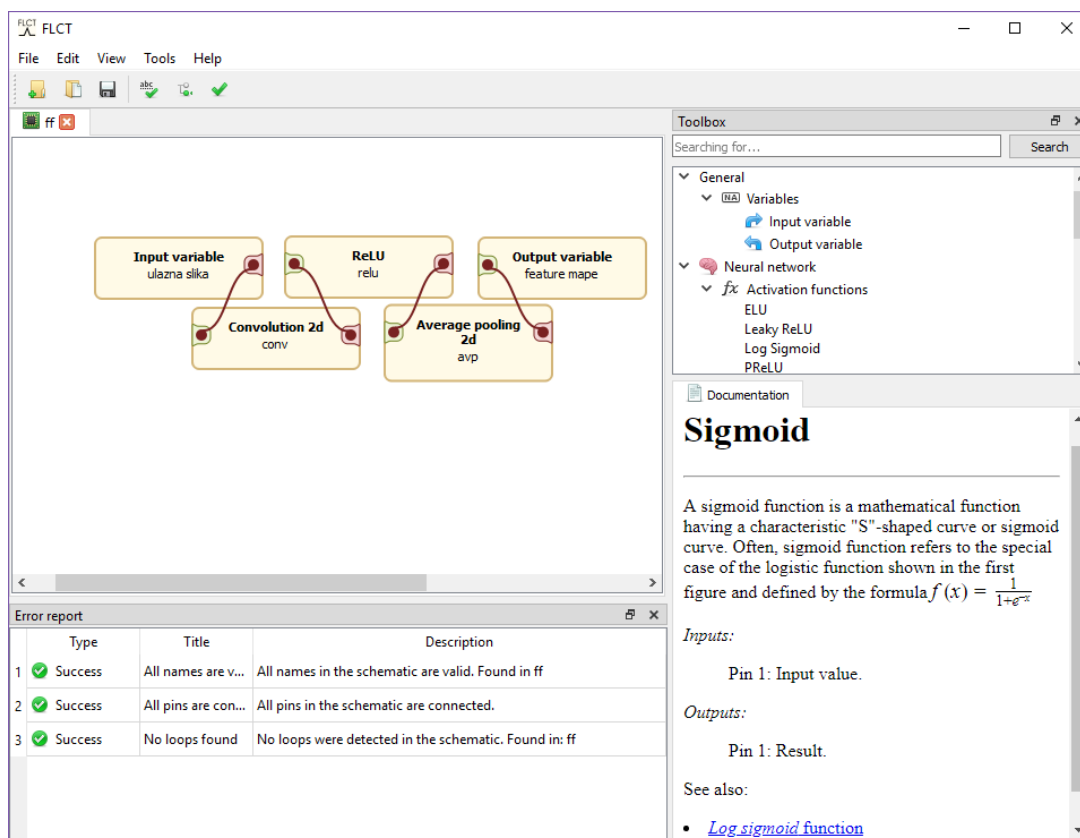 FLCT FLCT
File Edit View Tools Help
abc
ff
Input variable
ulazna slika
ReLU
relu
Output variable
feature mape
Convolution 2d
conv
Average pooling
2d
avp
Toolbox
Searching for... Search
General
NA Variables
Input variable
Output variable
Neural network
fx Activation functions
ELU
Leaky ReLU
Log Sigmoid
PReLU
Documentation
Sigmoid
A sigmoid function is a mathematical function
having a characteristic "S"-shaped curve or sigmoid
curve. Often, sigmoid function refers to the special
case of the logistic function shown in the first
figure and defined by the formula f (x) = 1/(1+e^-x)
Inputs:
Pin 1: Input value.
Outputs:
Pin 1: Result.
See also:
• Log sigmoid function
Error report
Type Title Description
1 Success All names are v... All names in the schematic are valid. Found in ff
2 Success All pins are con... All pins in the schematic are connected.
3 Success No loops found No loops were detected in the schematic. Found in: ff